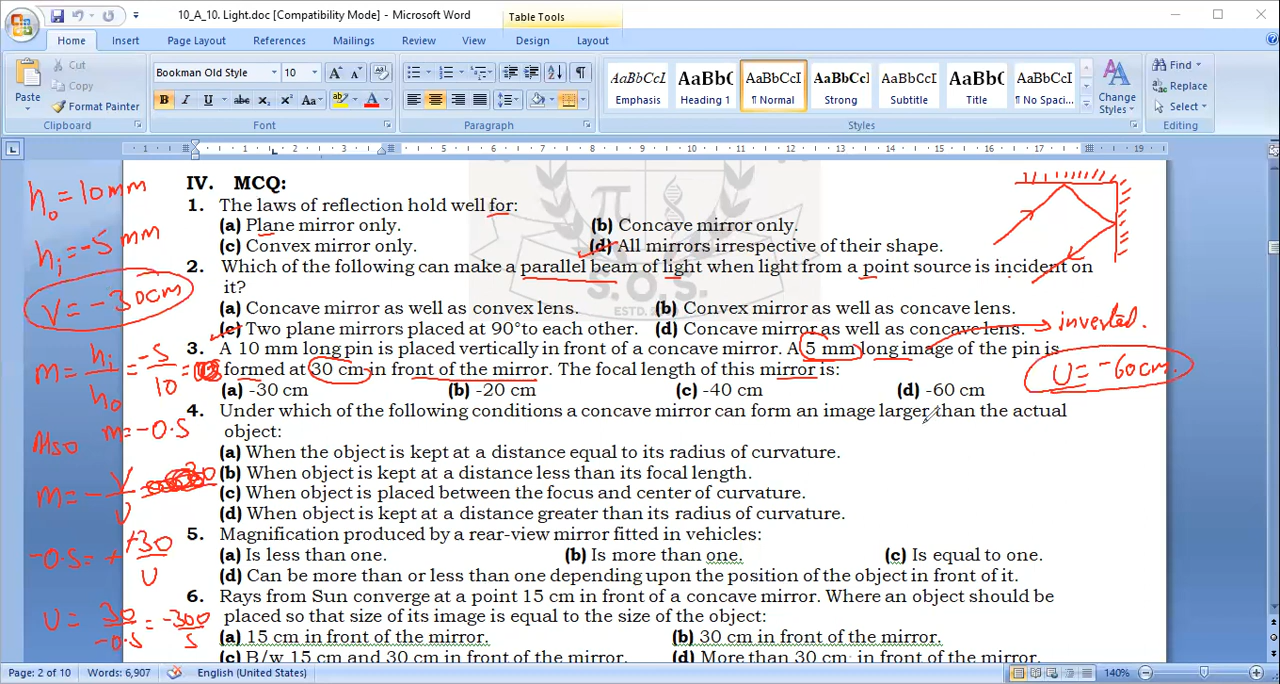 10_A_10. Light.doc [Compatibility Mode] - Microsoft Word
Table Tools
Home Insert Page Layout References Mailings Review View Design Layout
Paste
Cut
Copy
Format Painter
Clipboard
Bookman Old Style 10
Font
Paragraph
AaBbCcI AaBb( AaBbCcI AaBbCcI AaBbCcI AaBb( AaBbCcI
Emphasis Heading 1 ¶ Normal Strong Subtitle Title ¶ No Spaci...
Change Styles
Styles
Find
Replace
Select
Editing
IV. MCQ:
1. The laws of reflection hold well for:
(a) Plane mirror only. (b) Concave mirror only.
(c) Convex mirror only. (d) All mirrors irrespective of their shape.
2. Which of the following can make a parallel beam of light when light from a point source is incident on
it?
(a) Concave mirror as well as convex lens. (b) Convex mirror as well as concave lens.
(c) Two plane mirrors placed at 90°to each other. (d) Concave mirror as well as concave lens.
3. A 10 mm long pin is placed vertically in front of a concave mirror. A 5 mm long image of the pin is
formed at 30 cm in front of the mirror. The focal length of this mirror is:
(a) -30 cm (b) -20 cm (c) -40 cm (d) -60 cm
4. Under which of the following conditions a concave mirror can form an image larger than the actual
object:
(a) When the object is kept at a distance equal to its radius of curvature.
(b) When object is kept at a distance less than its focal length.
(c) When object is placed between the focus and center of curvature.
(d) When object is kept at a distance greater than its radius of curvature.
5. Magnification produced by a rear-view mirror fitted in vehicles:
(a) Is less than one. (b) Is more than one. (c) Is equal to one.
(d) Can be more than or less than one depending upon the position of the object in front of it.
6. Rays from Sun converge at a point 15 cm in front of a concave mirror. Where an object should be
placed so that size of its image is equal to the size of the object:
(a) 15 cm in front of the mirror. (b) 30 cm in front of the mirror.
(c) B/w 15 cm and 30 cm in front of the mirror. (d) More than 30 cm in front of the mirror.
S.O.S.
ho = 10mm
hi = -5 mm
V = -30cm
m = hi/ho = -5/10 =
Also m = -0.5
m = -V/U
-0.5 = +30/U
U = 30/-0.5 = -300/5
inverted.
U = -60cm.
Page: 2 of 10 Words: 6,907 English (United States) 140%